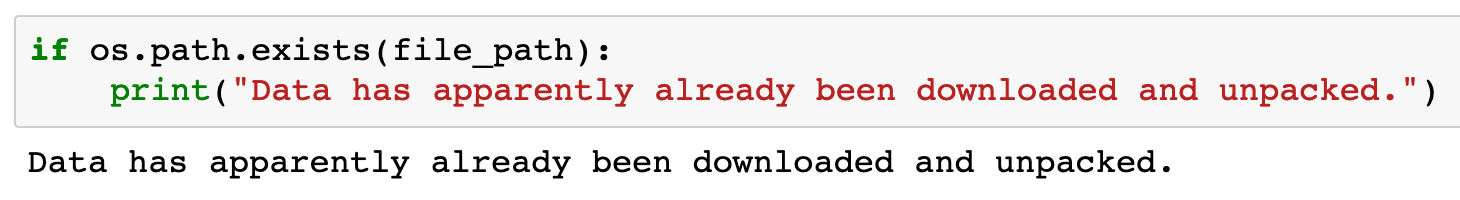 if os.path.exists(file_path):
    print("Data has apparently already been downloaded and unpacked.")
Data has apparently already been downloaded and unpacked.